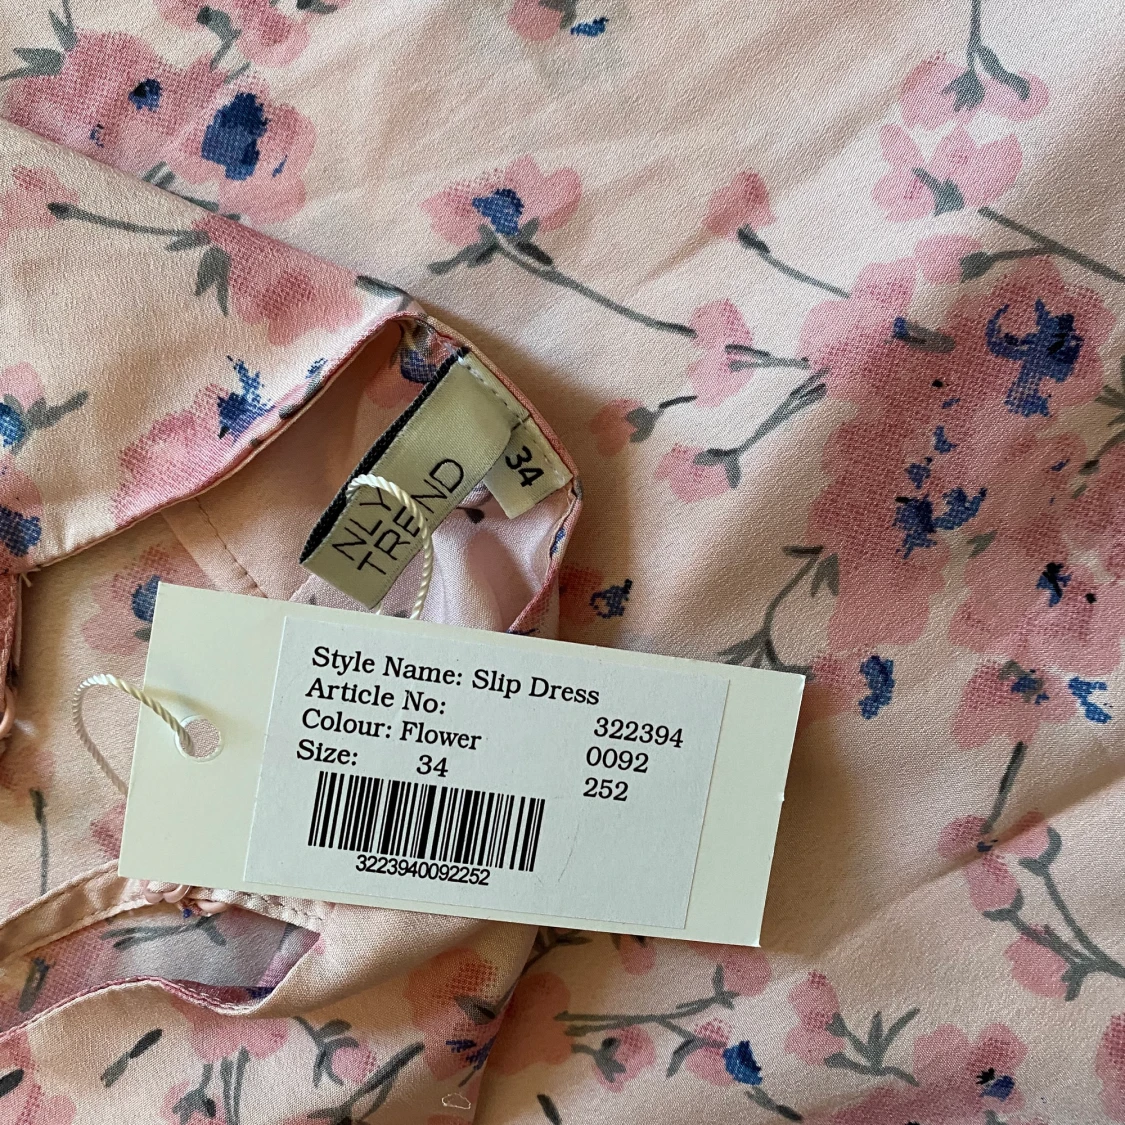 NLY
TREND
34
Style Name: Slip Dress
Article No: 322394
Colour: Flower 0092
Size: 34 252
3223940092252